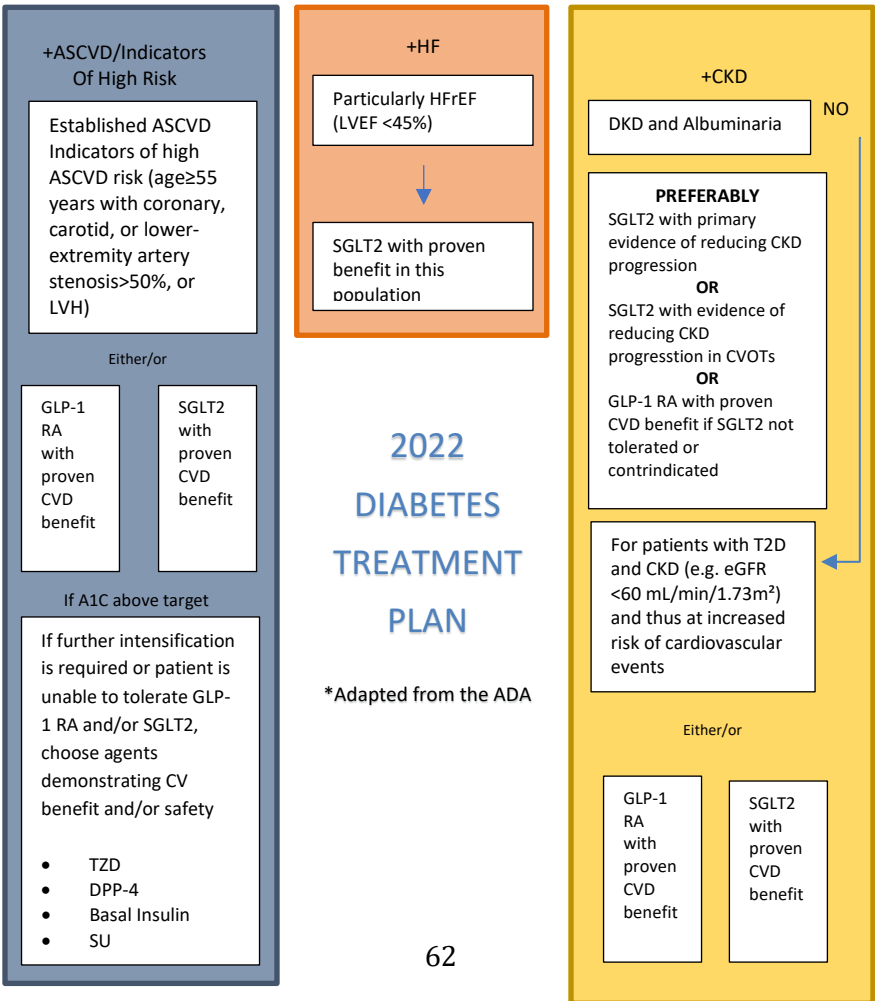 +ASCVD/Indicators
Of High Risk
Established ASCVD
Indicators of high
ASCVD risk (age≥55
years with coronary,
carotid, or lower-
extremity artery
stenosis>50%, or
LVH)
Either/or
GLP-1
RA
with
proven
CVD
benefit
SGLT2
with
proven
CVD
benefit
If A1C above target
If further intensification
is required or patient is
unable to tolerate GLP-
1 RA and/or SGLT2,
choose agents
demonstrating CV
benefit and/or safety
• TZD
• DPP-4
• Basal Insulin
• SU
+HF
Particularly HFrEF
(LVEF <45%)
SGLT2 with proven
benefit in this
population
2022
DIABETES
TREATMENT
PLAN
*Adapted from the ADA
62
+CKD
DKD and Albuminaria
NO
PREFERABLY
SGLT2 with primary
evidence of reducing CKD
progression
OR
SGLT2 with evidence of
reducing CKD
progresstion in CVOTs
OR
GLP-1 RA with proven
CVD benefit if SGLT2 not
tolerated or
contrindicated
For patients with T2D
and CKD (e.g. eGFR
<60 mL/min/1.73m²)
and thus at increased
risk of cardiovascular
events
Either/or
GLP-1
RA
with
proven
CVD
benefit
SGLT2
with
proven
CVD
benefit